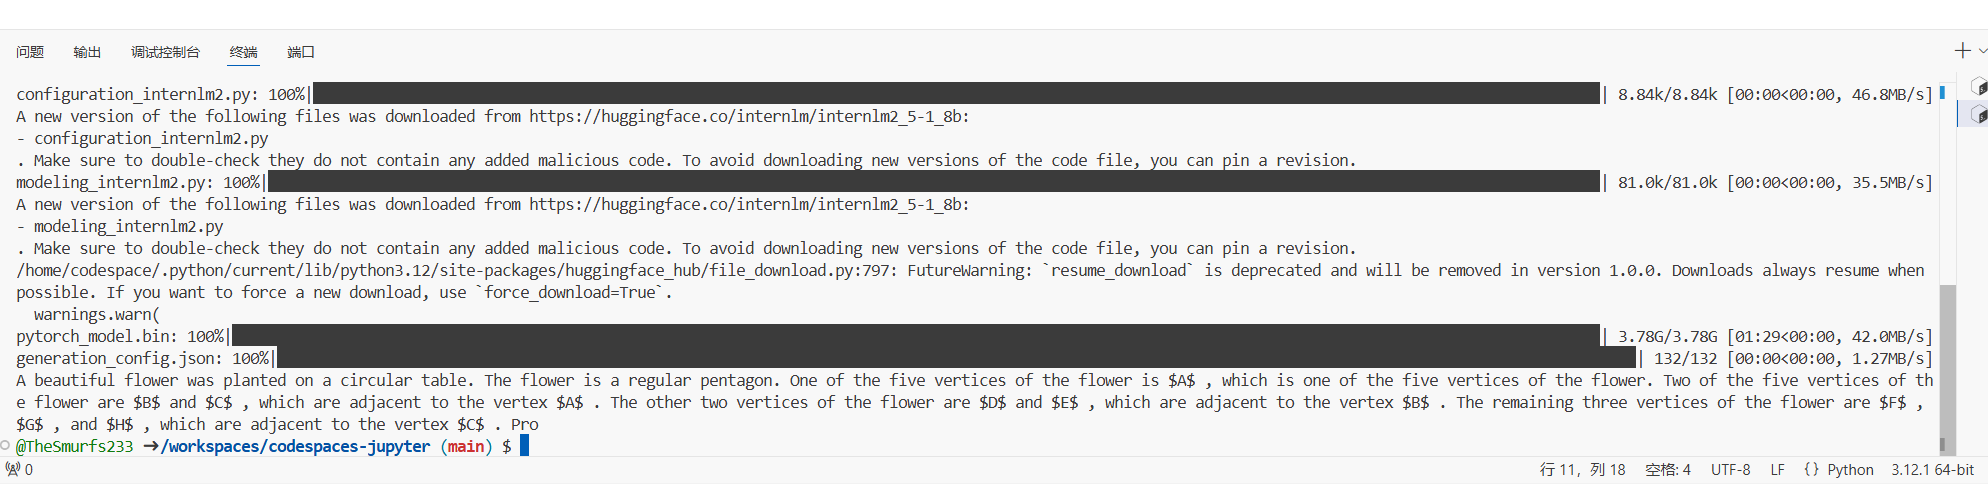 问题 输出 调试控制台 终端 端口
configuration_internlm2.py: 100%| | 8.84k/8.84k [00:00<00:00, 46.8MB/s]
A new version of the following files was downloaded from https://huggingface.co/internlm/internlm2_5-1_8b:
- configuration_internlm2.py
. Make sure to double-check they do not contain any added malicious code. To avoid downloading new versions of the code file, you can pin a revision.
modeling_internlm2.py: 100%| | 81.0k/81.0k [00:00<00:00, 35.5MB/s]
A new version of the following files was downloaded from https://huggingface.co/internlm/internlm2_5-1_8b:
- modeling_internlm2.py
. Make sure to double-check they do not contain any added malicious code. To avoid downloading new versions of the code file, you can pin a revision.
/home/codespace/.python/current/lib/python3.12/site-packages/huggingface_hub/file_download.py:797: FutureWarning: `resume_download` is deprecated and will be removed in version 1.0.0. Downloads always resume when
possible. If you want to force a new download, use `force_download=True`.
  warnings.warn(
pytorch_model.bin: 100%| | 3.78G/3.78G [01:29<00:00, 42.0MB/s]
generation_config.json: 100%| | 132/132 [00:00<00:00, 1.27MB/s]
A beautiful flower was planted on a circular table. The flower is a regular pentagon. One of the five vertices of the flower is $A$ , which is one of the five vertices of the flower. Two of the five vertices of th
e flower are $B$ and $C$ , which are adjacent to the vertex $A$ . The other two vertices of the flower are $D$ and $E$ , which are adjacent to the vertex $B$ . The remaining three vertices of the flower are $F$ ,
$G$ , and $H$ , which are adjacent to the vertex $C$ . Pro
@TheSmurfs233 ➜/workspaces/codespaces-jupyter (main) $
0 行 11，列 18 空格: 4 UTF-8 LF {} Python 3.12.1 64-bit